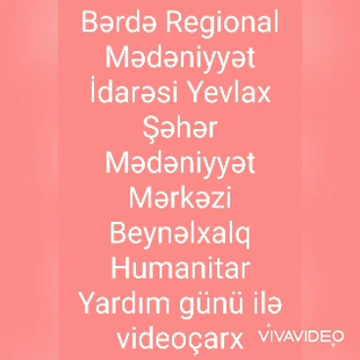 Bərdə Regional
Mədəniyyət
İdarəsi Yevlax
Şəhər
Mədəniyyət
Mərkəzi
Beynəlxalq
Humanitar
Yardım günü ilə
videoçarx
VIVAVIDEO